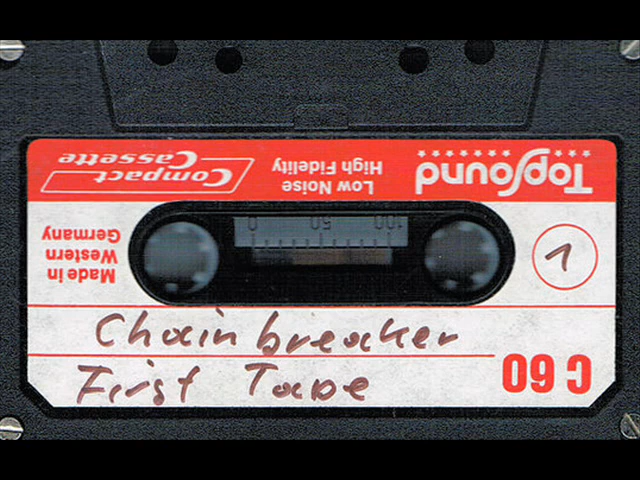 Compact
Cassette
Low Noise
High Fidelity
TopSound
0 50 100
Made in
Western
Germany
1
Chainbreaker
First Tape
C 60